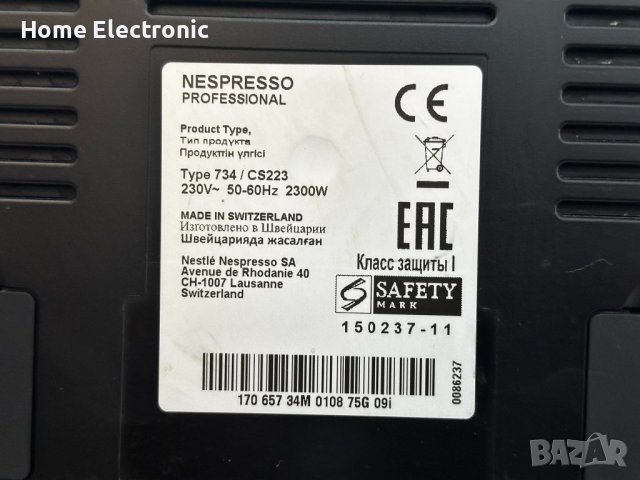 Home Electronic
NESPRESSO
PROFESSIONAL
CE
Product Type,
Тип продукта
Продукттін үлгісі
Type 734 / CS223
230V~ 50-60Hz 2300W
MADE IN SWITZERLAND
Изготовлено в Швейцарии
Швейцарияда жасалған
EAC
Класс защиты I
Nestlé Nespresso SA
Avenue de Rhodanie 40
CH-1007 Lausanne
Switzerland
S SAFETY
MARK
150237-11
170 657 34M 0108 75G 09i
0086237
BAZAR